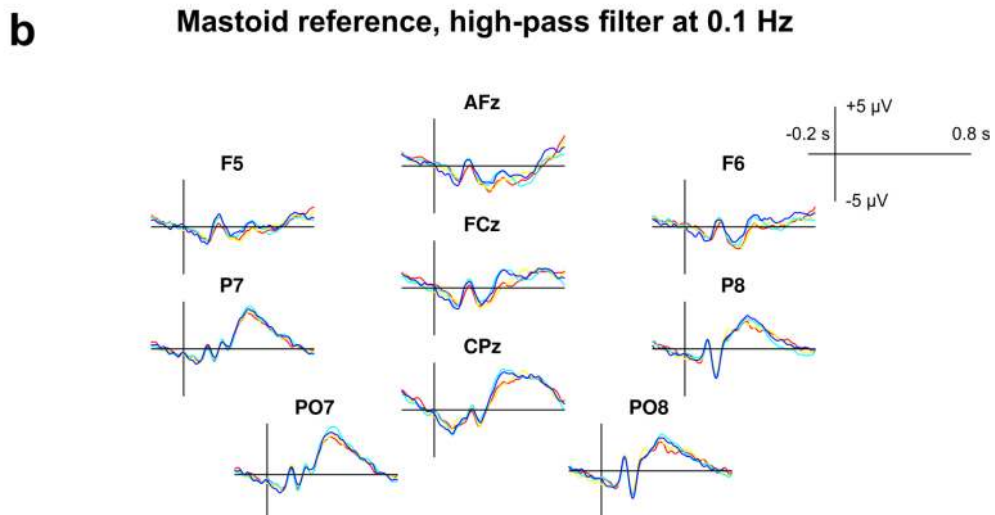 b
Mastoid reference, high-pass filter at 0.1 Hz
AFz
+5 µV
-0.2 s
0.8 s
-5 µV
F5
F6
FCz
P7
P8
CPz
PO7
PO8